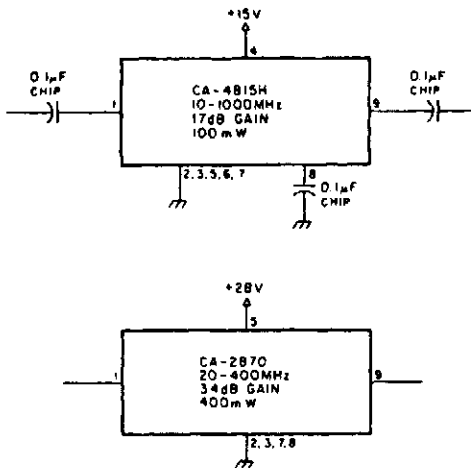 +15V
4
0.1µF
CHIP
0.1µF
CHIP
1
CA-4815H
10-1000MHz
17dB GAIN
100mW
9
2,3,5,6,7
8
0.1µF
CHIP
+28V
5
1
CA-2870
20-400MHz
34dB GAIN
400mW
9
2,3,7,8